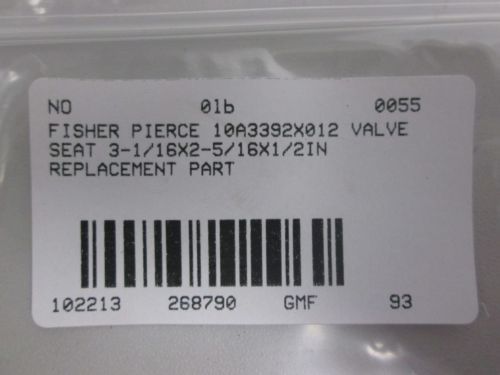 NO 01b 0055
FISHER PIERCE 10A3392X012 VALVE
SEAT 3-1/16X2-5/16X1/2IN
REPLACEMENT PART
102213 268790 GMF 93